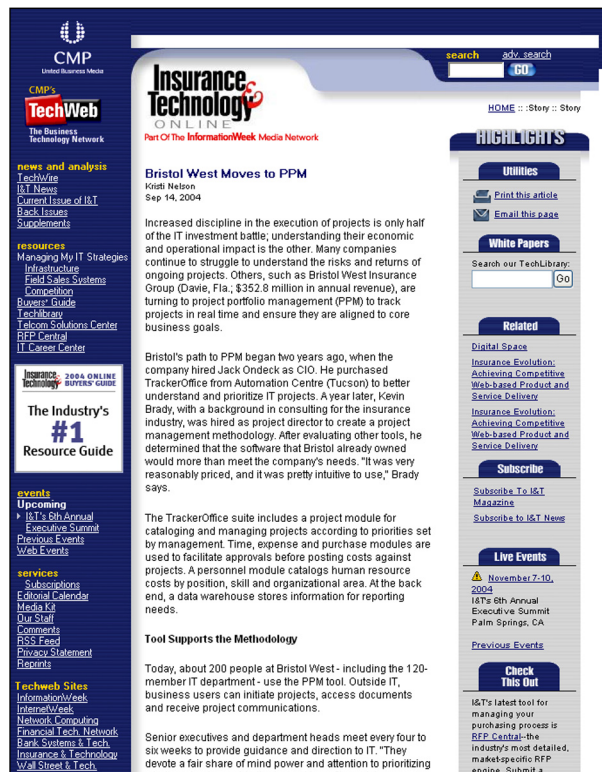 CMP
United Business Media
CMP's
TechWeb
The Business
Technology Network
news and analysis
TechWire
I&T News
Current Issue of I&T
Back Issues
Supplements
resources
Managing My IT Strategies
Infrastructure
Field Sales Systems
Competition
Buyers' Guide
Techlibrary
Telcom Solutions Center
RFP Central
IT Career Center
Insurance & Technology
2004 ONLINE
BUYERS' GUIDE
The Industry's
#1
Resource Guide
events
Upcoming
I&T's 6th Annual
Executive Summit
Previous Events
Web Events
services
Subscriptions
Editorial Calendar
Media Kit
Our Staff
Comments
RSS Feed
Privacy Statement
Reprints
Techweb Sites
InformationWeek
InternetWeek
Network Computing
Financial Tech. Network
Bank Systems & Tech.
Insurance & Technology
Wall Street & Tech.
Insurance &
Technology
ONLINE
Part Of The InformationWeek Media Network
search adv. search
GO
HOME :: :Story :: Story
Bristol West Moves to PPM
Kristi Nelson
Sep 14, 2004
Increased discipline in the execution of projects is only half
of the IT investment battle; understanding their economic
and operational impact is the other. Many companies
continue to struggle to understand the risks and returns of
ongoing projects. Others, such as Bristol West Insurance
Group (Davie, Fla.; $352.8 million in annual revenue), are
turning to project portfolio management (PPM) to track
projects in real time and ensure they are aligned to core
business goals.
Bristol's path to PPM began two years ago, when the
company hired Jack Ondeck as CIO. He purchased
TrackerOffice from Automation Centre (Tucson) to better
understand and prioritize IT projects. A year later, Kevin
Brady, with a background in consulting for the insurance
industry, was hired as project director to create a project
management methodology. After evaluating other tools, he
determined that the software that Bristol already owned
would more than meet the company's needs. "It was very
reasonably priced, and it was pretty intuitive to use," Brady
says.
The TrackerOffice suite includes a project module for
cataloging and managing projects according to priorities set
by management. Time, expense and purchase modules are
used to facilitate approvals before posting costs against
projects. A personnel module catalogs human resource
costs by position, skill and organizational area. At the back
end, a data warehouse stores information for reporting
needs.
Tool Supports the Methodology
Today, about 200 people at Bristol West - including the 120-
member IT department - use the PPM tool. Outside IT,
business users can initiate projects, access documents
and receive project communications.
Senior executives and department heads meet every four to
six weeks to provide guidance and direction to IT. "They
devote a fair share of mind power and attention to prioritizing
HIGHLIGHTS
Utilities
Print this article
Email this page
White Papers
Search our TechLibrary:
Go
Related
Digital Space
Insurance Evolution:
Achieving Competitive
Web-based Product and
Service Delivery
Insurance Evolution:
Achieving Competitive
Web-based Product and
Service Delivery
Subscribe
Subscribe To I&T
Magazine
Subscribe to I&T News
Live Events
November 7-10,
2004
I&T's 6th Annual
Executive Summit
Palm Springs, CA
Previous Events
Check
This Out
I&T's latest tool for
managing your
purchasing process is
RFP Central--the
industry's most detailed,
market-specific RFP
engine. Submit a